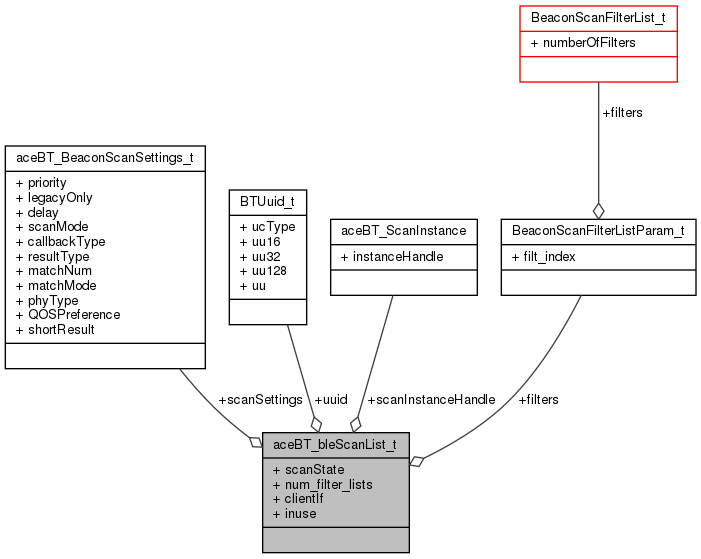 BeaconScanFilterList_t
+ numberOfFilters
+filters
aceBT_BeaconScanSettings_t
+ priority
+ legacyOnly
+ delay
+ scanMode
+ callbackType
+ resultType
+ matchNum
+ matchMode
+ phyType
+ QOSPreference
+ shortResult
BTUuid_t
+ ucType
+ uu16
+ uu32
+ uu128
+ uu
aceBT_ScanInstance
+ instanceHandle
BeaconScanFilterListParam_t
+ filt_index
+scanSettings
+uuid
+scanInstanceHandle
+filters
aceBT_bleScanList_t
+ scanState
+ num_filter_lists
+ clientIf
+ inuse